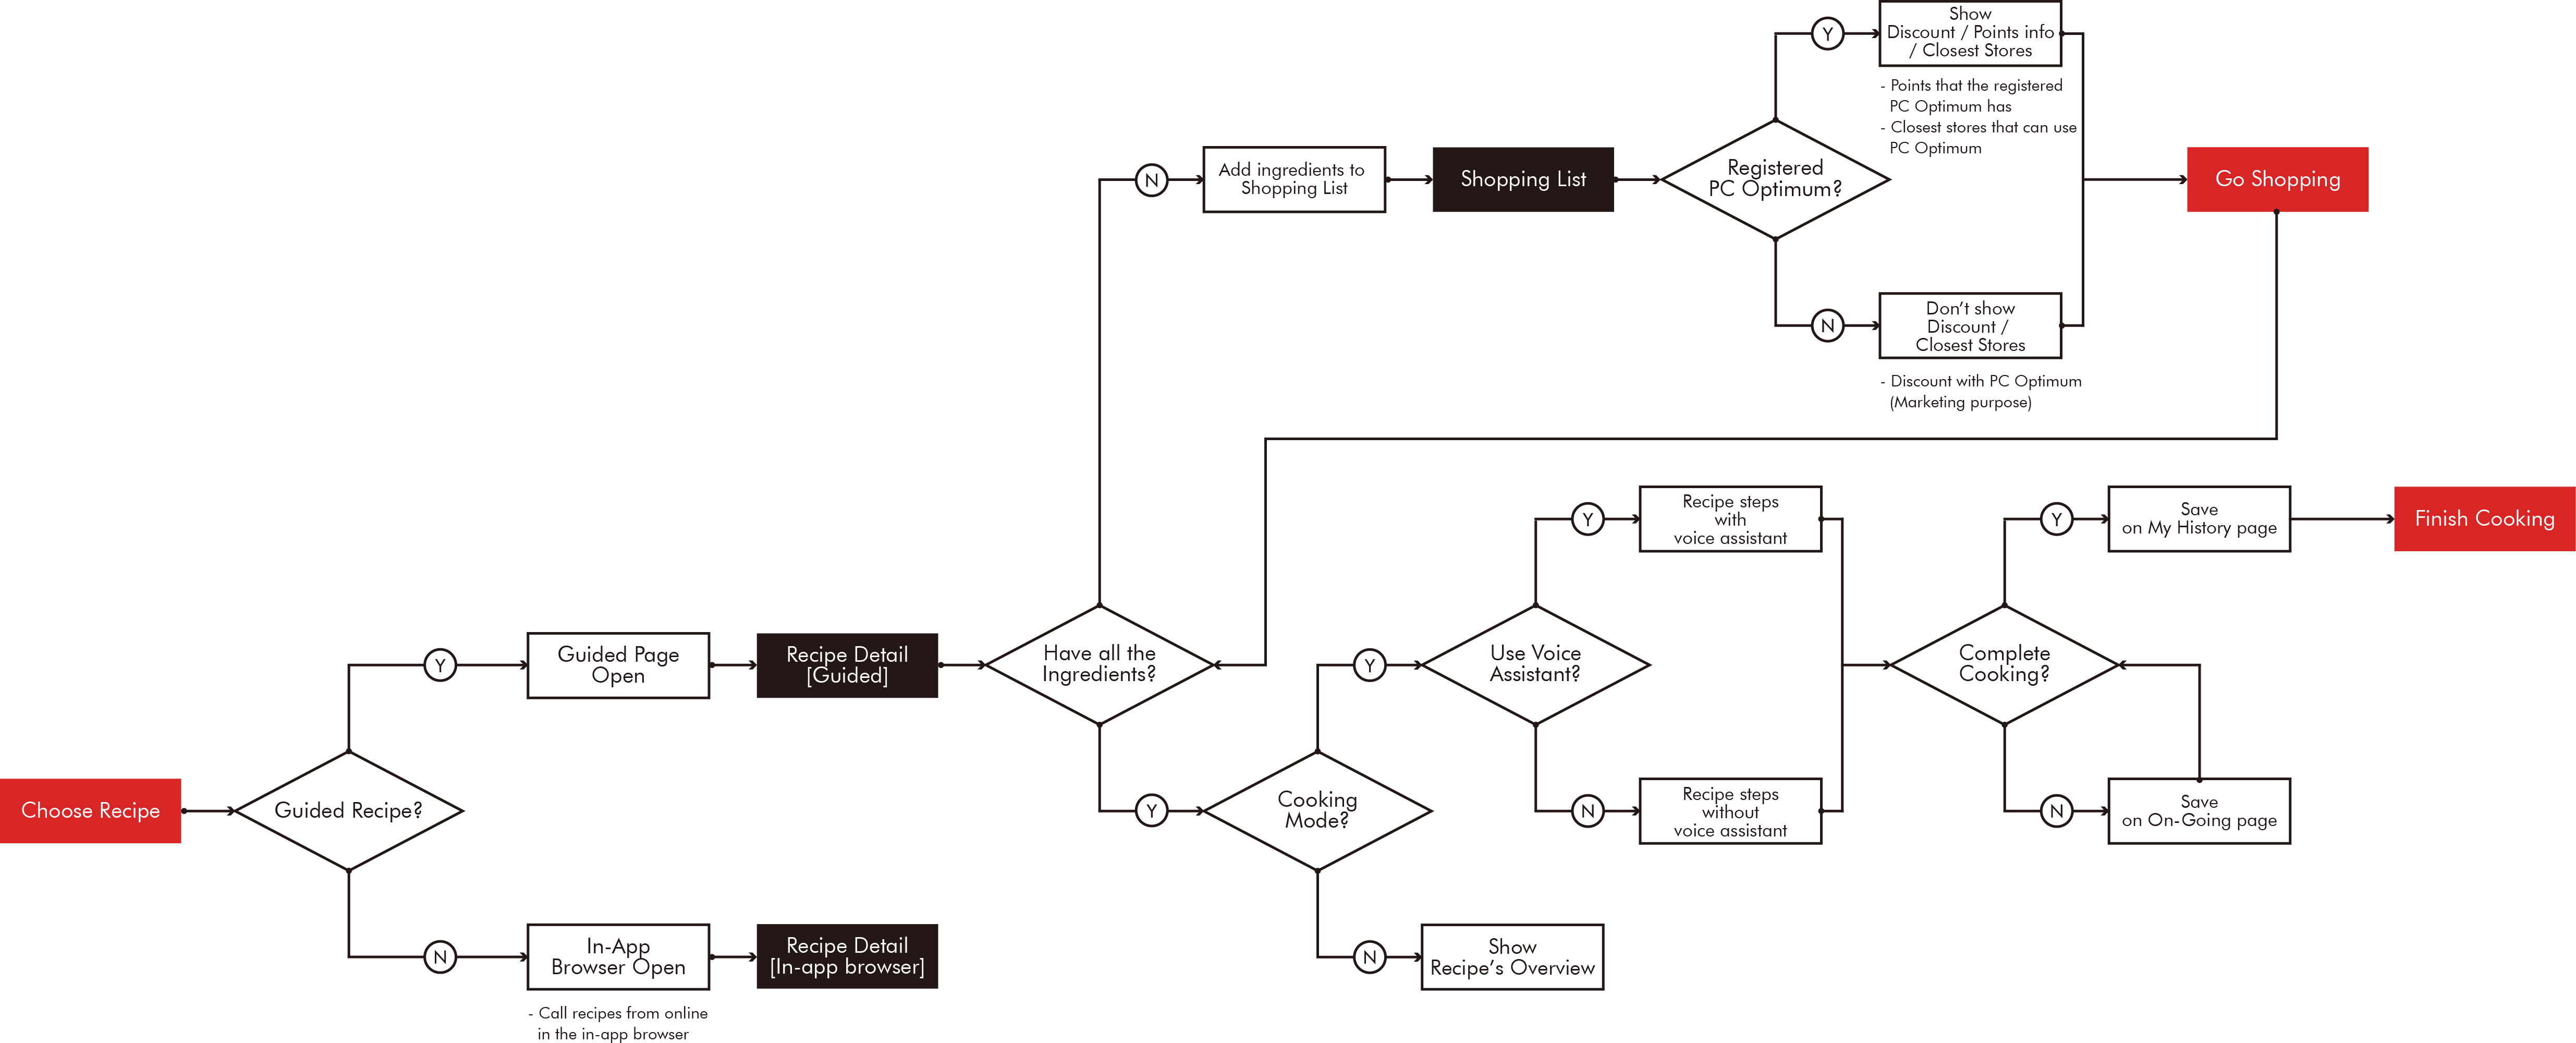 Choose Recipe
Guided Recipe?
Y
Guided Page
Open
Recipe Detail
[Guided]
N
In-App
Browser Open
- Call recipes from online
in the in-app browser
Recipe Detail
[In-app browser]
Have all the
Ingredients?
N
Add ingredients to
Shopping List
Shopping List
Registered
PC Optimum?
Y
Show
Discount / Points info
/ Closest Stores
- Points that the registered
PC Optimum has
- Closest stores that can use
PC Optimum
N
Don't show
Discount /
Closest Stores
- Discount with PC Optimum
(Marketing purpose)
Go Shopping
Y
Cooking
Mode?
Y
Use Voice
Assistant?
Y
Recipe steps
with
voice assistant
N
Recipe steps
without
voice assistant
N
Show
Recipe's Overview
Complete
Cooking?
Y
Save
on My History page
Finish Cooking
N
Save
on On-Going page